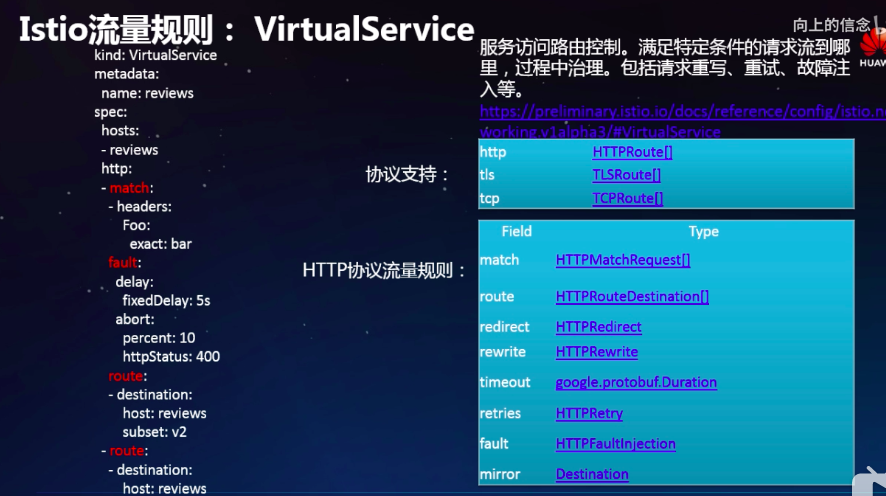 Istio流量规则： VirtualService
向上的信念
kind: VirtualService
metadata:
name: reviews
spec:
hosts:
- reviews
http:
- match:
- headers:
Foo:
exact: bar
fault:
delay:
fixedDelay: 5s
abort:
percent: 10
httpStatus: 400
route:
- destination:
host: reviews
subset: v2
- route:
- destination:
host: reviews
服务访问路由控制。满足特定条件的请求流到哪
里，过程中治理。包括请求重写、重试、故障注
入等。
https://preliminary.istio.io/docs/reference/config/istio.n
working.v1alpha3/#VirtualService
HUAW
协议支持：
http HTTPRoute[]
tls TLSRoute[]
tcp TCPRoute[]
HTTP协议流量规则：
Field Type
match HTTPMatchRequest[]
route HTTPRouteDestination[]
redirect HTTPRedirect
rewrite HTTPRewrite
timeout google.protobuf.Duration
retries HTTPRetry
fault HTTPFaultInjection
mirror Destination